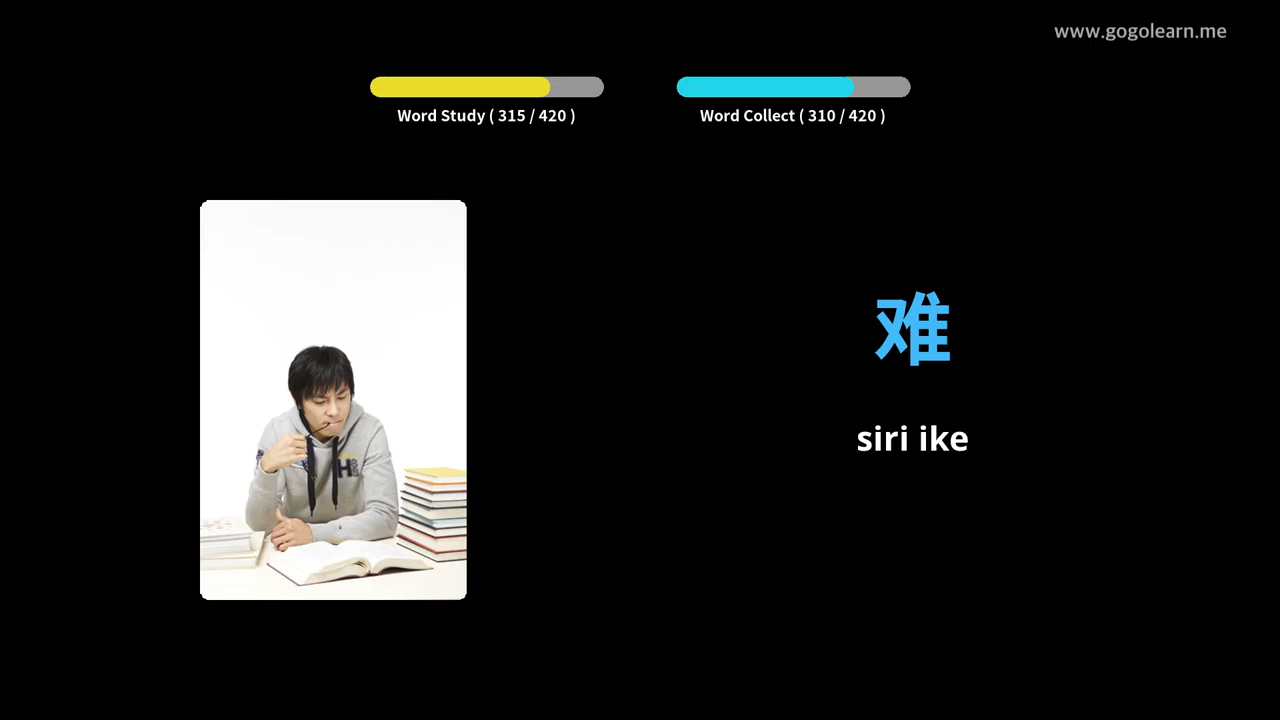 www.gogolearn.me
Word Study ( 315 / 420 )
Word Collect ( 310 / 420 )
难
siri ike
H